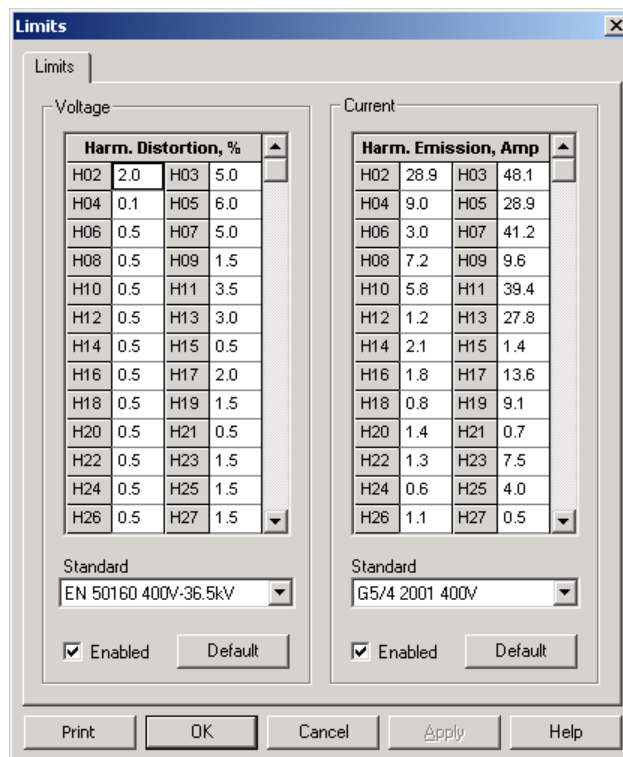 Limits
Limits
Voltage
Harm. Distortion, %
H02 2.0 H03 5.0
H04 0.1 H05 6.0
H06 0.5 H07 5.0
H08 0.5 H09 1.5
H10 0.5 H11 3.5
H12 0.5 H13 3.0
H14 0.5 H15 0.5
H16 0.5 H17 2.0
H18 0.5 H19 1.5
H20 0.5 H21 0.5
H22 0.5 H23 1.5
H24 0.5 H25 1.5
H26 0.5 H27 1.5
Standard
EN 50160 400V-36.5kV
Enabled
Default
Current
Harm. Emission, Amp
H02 28.9 H03 48.1
H04 9.0 H05 28.9
H06 3.0 H07 41.2
H08 7.2 H09 9.6
H10 5.8 H11 39.4
H12 1.2 H13 27.8
H14 2.1 H15 1.4
H16 1.8 H17 13.6
H18 0.8 H19 9.1
H20 1.4 H21 0.7
H22 1.3 H23 7.5
H24 0.6 H25 4.0
H26 1.1 H27 0.5
Standard
G5/4 2001 400V
Enabled
Default
Print
OK
Cancel
Apply
Help